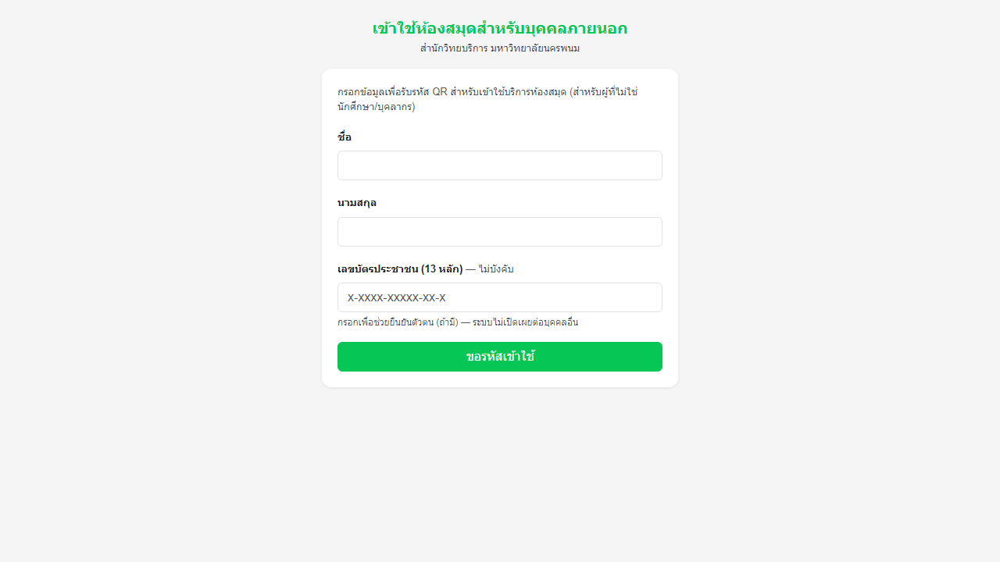 เข้าใช้ห้องสมุดสำหรับบุคคลภายนอก
สำนักวิทยบริการ มหาวิทยาลัยนครพนม
กรอกข้อมูลเพื่อรับรหัส QR สำหรับเข้าใช้บริการห้องสมุด (สำหรับผู้ที่ไม่ใช่
นักศึกษา/บุคลากร)
ชื่อ
นามสกุล
เลขบัตรประชาชน (13 หลัก) — ไม่บังคับ
X-XXXX-XXXXX-XX-X
กรอกเพื่อช่วยยืนยันตัวตน (ถ้ามี) — ระบบไม่เปิดเผยต่อบุคคลอื่น
ขอรหัสเข้าใช้